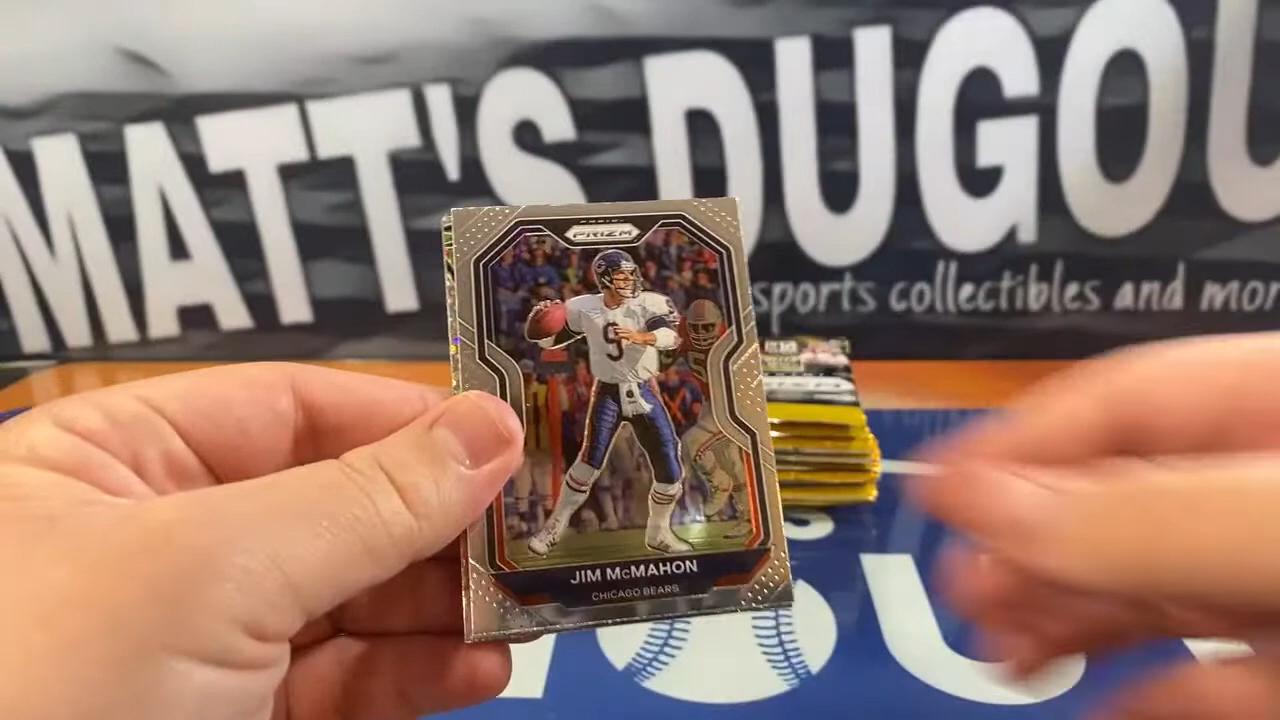 MATT'S DUGOU
sports collectibles and mor
PRIZM
9
JIM McMAHON
CHICAGO BEARS